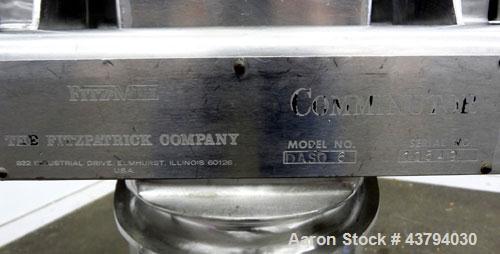 FITZMILL
COMMINUTOR
THE FITZPATRICK COMPANY
MODEL NO. SERIAL NO.
DASO 6
832 INDUSTRIAL DRIVE, ELMHURST, ILLINOIS 60126
U.S.A.
Aaron Stock # 43794030